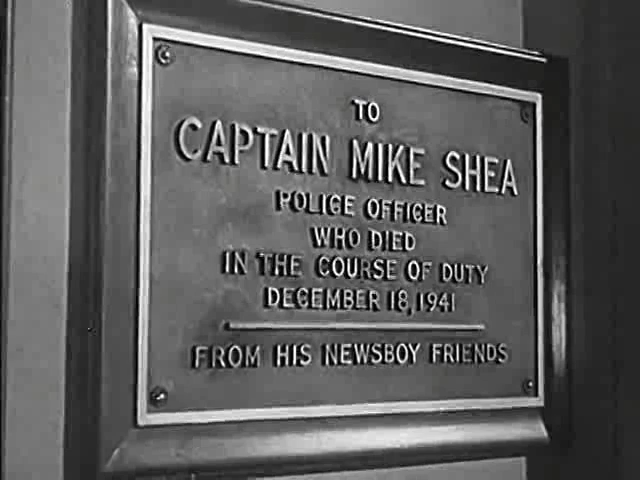 TO
CAPTAIN MIKE SHEA
POLICE OFFICER
WHO DIED
IN THE COURSE OF DUTY
DECEMBER 18, 1941
FROM HIS NEWSBOY FRIENDS